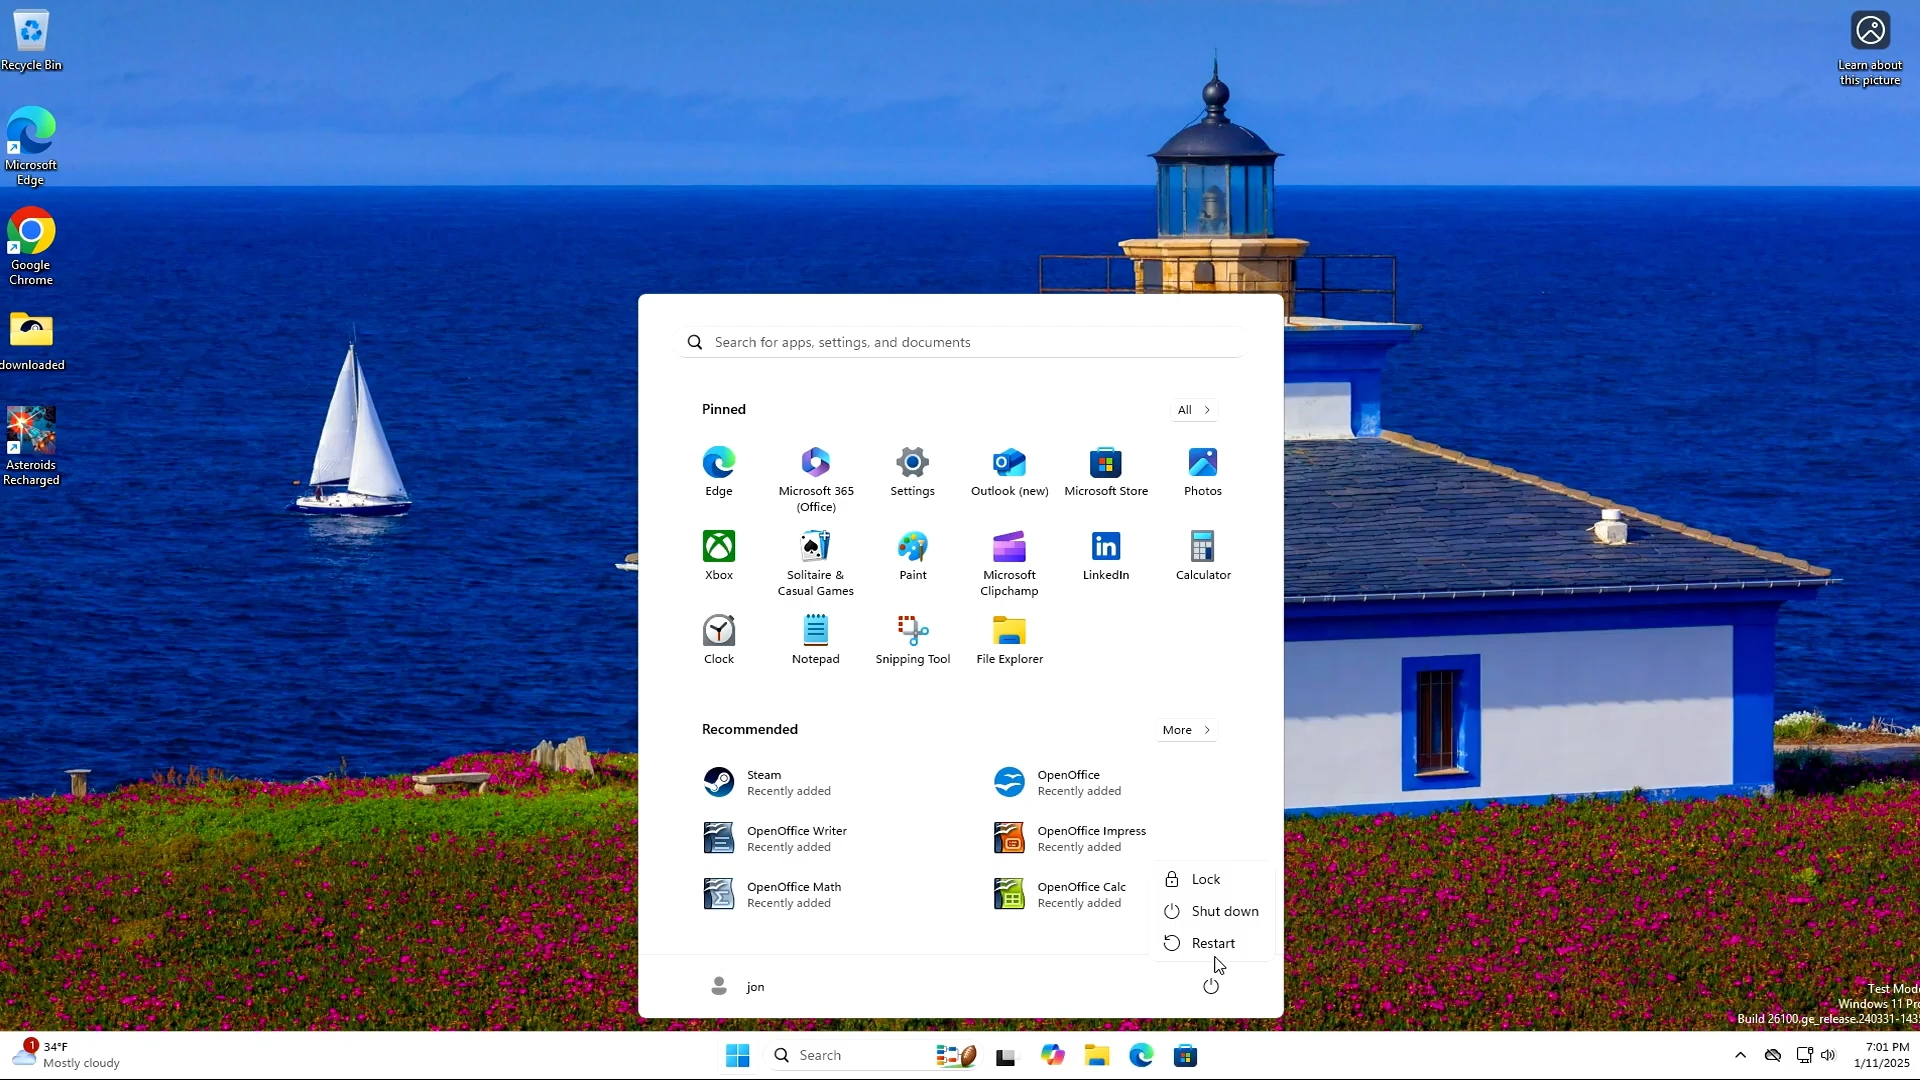 Recycle Bin
Microsoft
Edge
Google
Chrome
downloaded
Asteroids
Recharged
Learn about
this picture
Search for apps, settings, and documents
Pinned
All
Edge
Microsoft 365
(Office)
Settings
Outlook (new)
Microsoft Store
Photos
Xbox
Solitaire &
Casual Games
Paint
Microsoft
Clipchamp
LinkedIn
Calculator
Clock
Notepad
Snipping Tool
File Explorer
Recommended
More
Steam
Recently added
OpenOffice
Recently added
OpenOffice Writer
Recently added
OpenOffice Impress
Recently added
OpenOffice Math
Recently added
OpenOffice Calc
Recently added
Lock
Shut down
Restart
jon
Test Mode
Windows 11 Pro
Build 26100.ge_release.240331-143
1
34°F
Mostly cloudy
Search
7:01 PM
1/11/2025